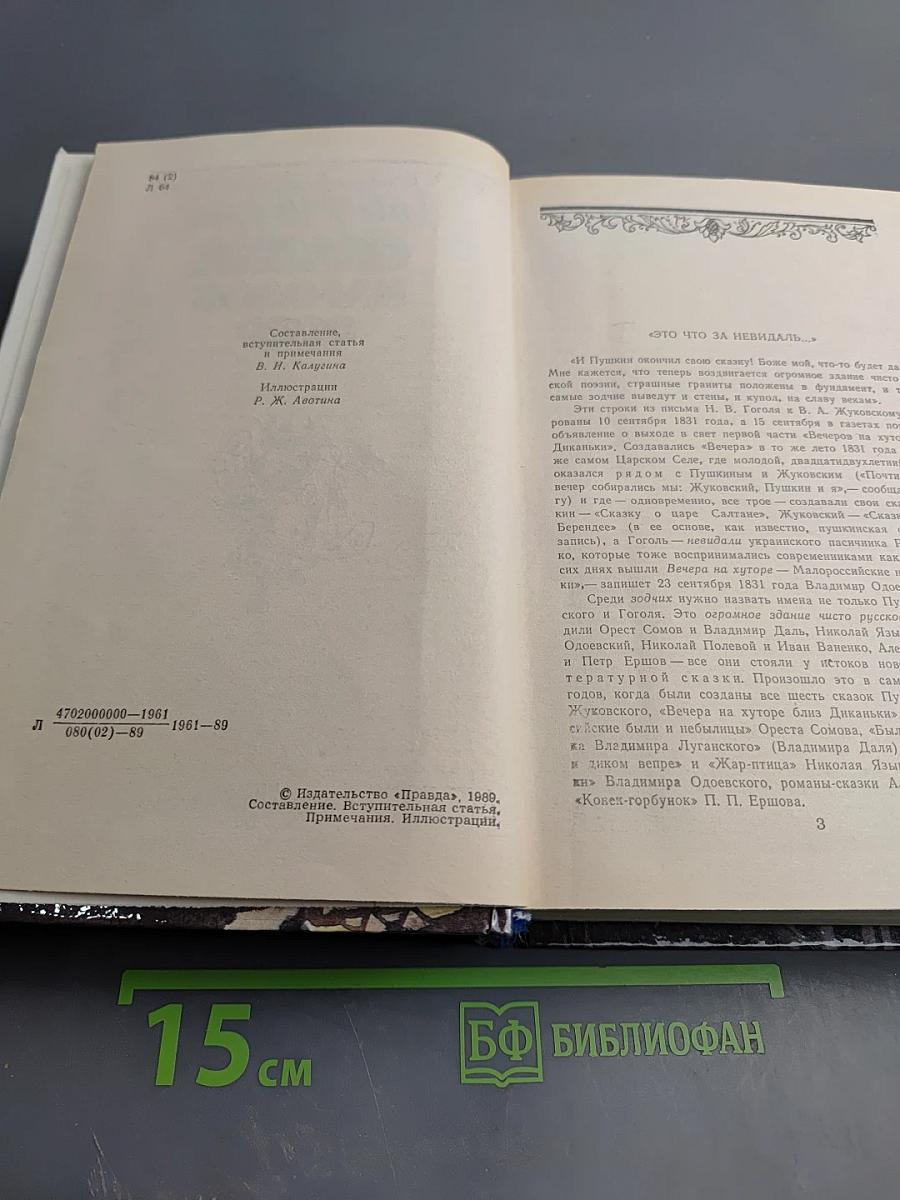 84 (2)
Л 64
Составление,
вступительная статья
и примечания
В. И. Калугина
Иллюстрации
Р. Ж. Авотина
Л 4702000000—1961
080(02)—89 1961—89
© Издательство «Правда», 1989.
Составление. Вступительная статья.
Примечания. Иллюстрации.
«ЭТО ЧТО ЗА НЕВИДАЛЬ...»
«И Пушкин окончил свою сказку! Боже мой, что-то будет да
Мне кажется, что теперь воздвигается огромное здание чисто
ской поэзии, страшные граниты положены в фундамент, и т
самые зодчие выведут и стены, и купол, на славу векам».
Эти строки из письма Н. В. Гоголя к В. А. Жуковскому
рованы 10 сентября 1831 года, а 15 сентября в газетах по
объявление о выходе в свет первой части «Вечеров на хуто
Диканьки». Создавались «Вечера» в то же лето 1831 года
же самом Царском Селе, где молодой, двадцатидвухлетни
оказался рядом с Пушкиным и Жуковским («Почти
вечер собирались мы: Жуковский, Пушкин и я»,— сообща
гу) и где — одновременно, все трое — создавали свои ска
кин — «Сказку о царе Салтане», Жуковский — «Сказк
Берендее» (в ее основе, как известно, пушкинская
запись), а Гоголь — невидали украинского пасичника Р
ко, которые тоже воспринимались современниками как
сих днях вышли Вечера на хуторе — Малороссийские н
ки»,— запишет 23 сентября 1831 года Владимир Одое
Среди зодчих нужно назвать имена не только Пу
ского и Гоголя. Это огромное здание чисто русско
дили Орест Сомов и Владимир Даль, Николай Язы
Одоевский, Николай Полевой и Иван Ваненко, Але
и Петр Ершов — все они стояли у истоков нов
тературной сказки. Произошло это в сам
годов, когда были созданы все шесть сказок Пу
Жуковского, «Вечера на хуторе близ Диканьки»
сийские были и небылицы» Ореста Сомова, «Был
ка Владимира Луганского» (Владимира Даля)
и диком вепре» и «Жар-птица» Николая Язы
ки» Владимира Одоевского, романы-сказки А
«Конек-горбунок» П. П. Ершова.
3
15 см
БФ БИБЛИОФАН